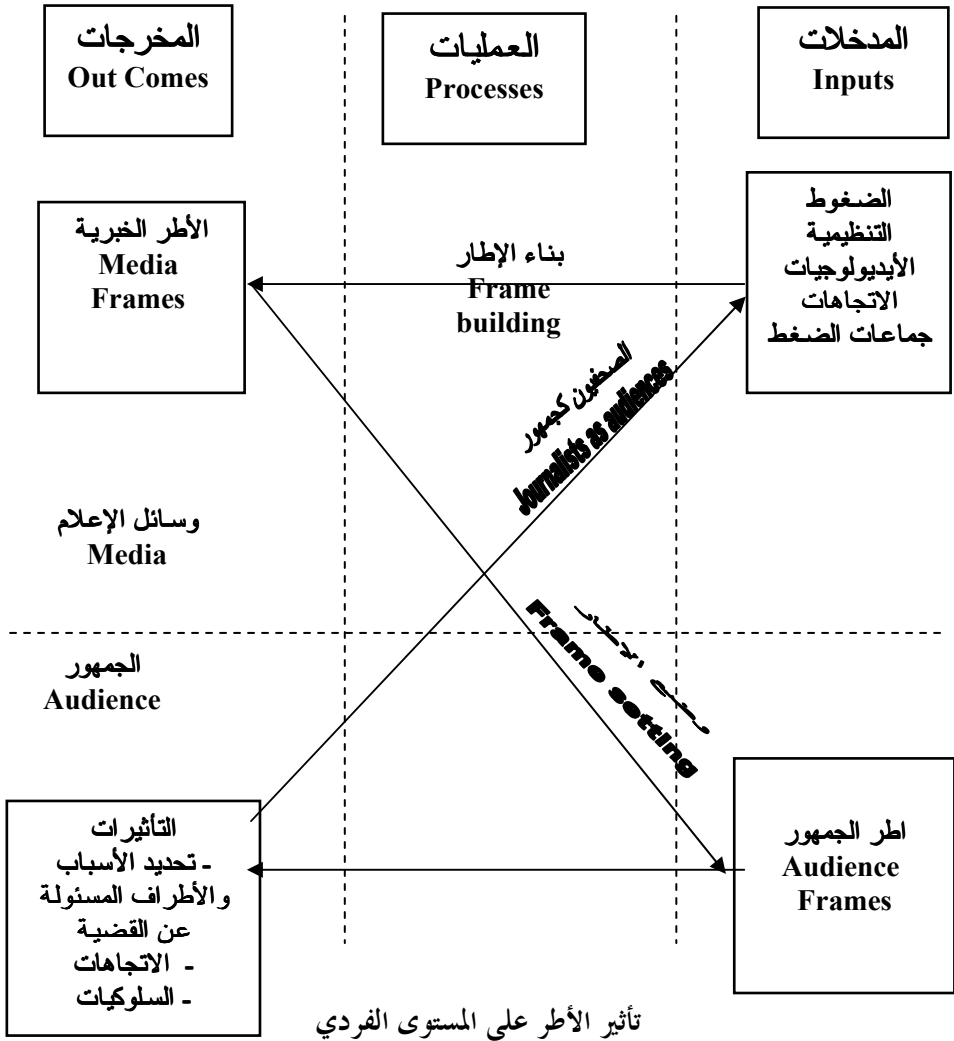 المدخلات
Inputs
العمليات
Processes
المخرجات
Out Comes
الضغوط
التنظيمية
الأيديولوجيات
الاتجاهات
جماعات الضغط
بناء الإطار
Frame
building
الأطر الخبرية
Media
Frames
الصحفيون كجمهور
Journalists as audiences
وسائل الإعلام
Media
Frame setting
الجمهور
Audience
اطر الجمهور
Audience
Frames
التأثيرات
- تحديد الأسباب
والأطراف المسئولة
عن القضية
- الاتجاهات
- السلوكيات
تأثير الأطر على المستوى الفردي